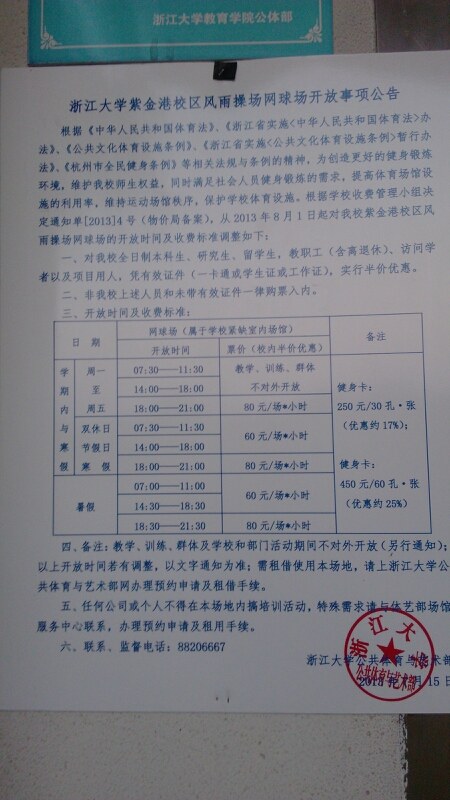 浙江大学教育学院公体部
浙江大学紫金港校区风雨操场网球场开放事项公告
根据《中华人民共和国体育法》、《浙江省实施<中华人民共和国体育法>办
法》、《公共文化体育设施条例》、《浙江省实施<公共文化体育设施条例>暂行办
法》、《杭州市全民健身条例》等相关法规与条例的精神，为创造更好的健身锻炼
环境，维护我校师生权益，同时满足社会人员健身锻炼的需求，提高体育场馆设
施的利用率，维持运动场馆秩序，保护学校体育设施。根据学校收费管理小组决
定通知单[2013]4号（物价局备案），从2013年8月1日起对我校紫金港校区风
雨操场网球场的开放时间及收费标准调整如下：
一、对我校全日制本科生、研究生、留学生，教职工（含离退休）、访问学
者以及项目用人，凭有效证件（一卡通或学生证或工作证），实行半价优惠。
二、非我校上述人员和未带有效证件一律购票入内。
三、开放时间及收费标准：
日 期 网球场（属于学校紧缺室内场馆） 备注
开放时间 票价（校内半价优惠）
学期内与寒假 周一至周五 07:30——11:30 教学、训练、群体
14:00——18:00 不对外开放
18:00——21:00 80元/场*小时
双休日 节假日 寒 假 07:30——11:30 60元/场*小时
14:00——18:00
18:00——21:00 80元/场*小时
暑假 07:00——11:00 60元/场*小时
14:30——18:30
18:30——21:30 80元/场*小时
健身卡：
250元/30孔·张
（优惠约17%）；
健身卡：
450元/60孔·张
（优惠约25%）
四、备注：教学、训练、群体及学校和部门活动期间不对外开放（另行通知）；
以上开放时间若有调整，以文字通知为准；需租借使用本场地，请上浙江大学公
共体育与艺术部网办理预约申请及租借手续。
五、任何公司或个人不得在本场地内搞培训活动，特殊需求请与体艺部场馆
服务中心联系，办理预约申请及租用手续。
六、联系、监督电话：88206667
浙江大学公共体育与艺术部
2013年 月15日
浙江大学
公共体育与艺术部